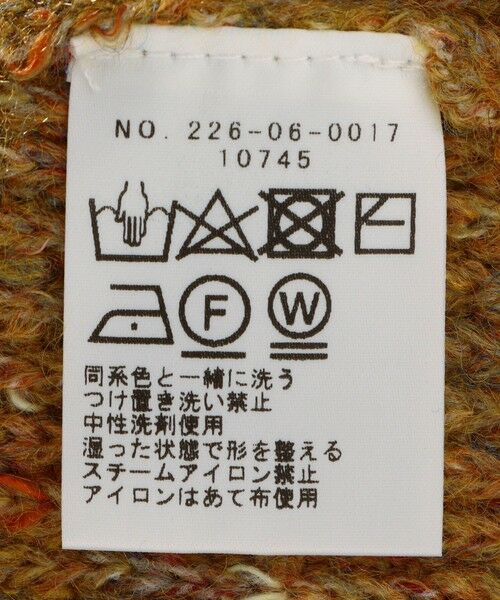 NO. 226-06-0017
10745
F W
同系色と一緒に洗う
つけ置き洗い禁止
中性洗剤使用
湿った状態で形を整える
スチームアイロン禁止
アイロンはあて布使用